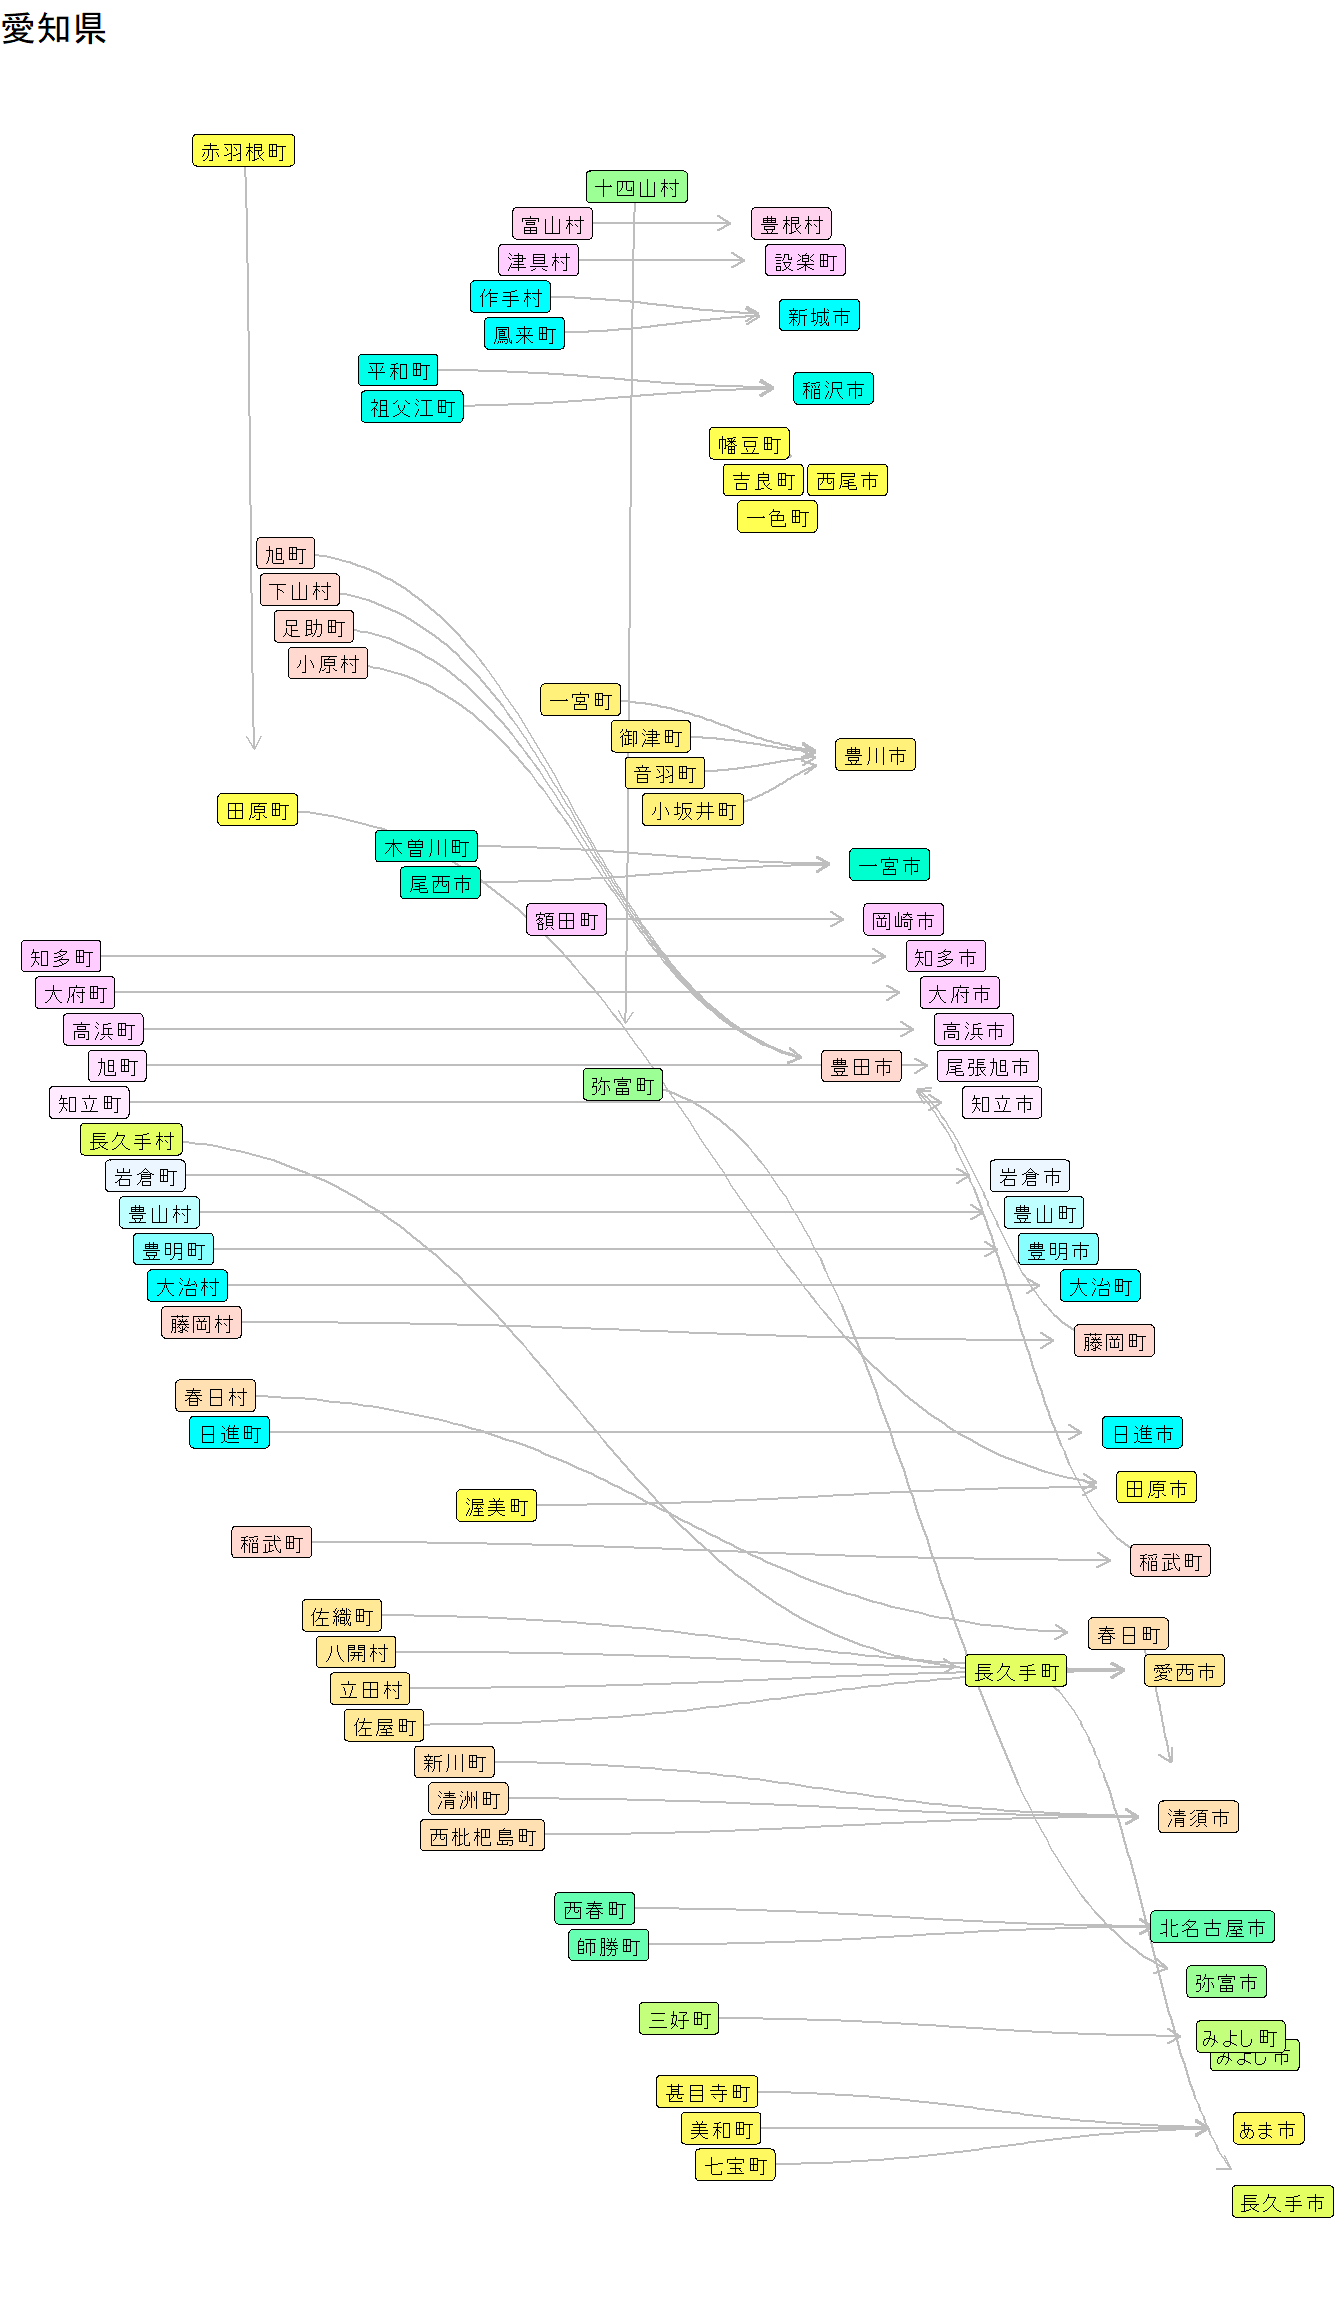 愛知県
赤羽根町
十四山村
富山村
豊根村
津具村
設楽町
作手村
新城市
鳳来町
平和町
稲沢市
祖父江町
幡豆町
吉良町
西尾市
一色町
旭町
下山村
足助町
小原村
一宮町
御津町
豊川市
音羽町
田原町
小坂井町
木曽川町
一宮市
尾西市
額田町
岡崎市
知多町
知多市
大府町
大府市
高浜町
高浜市
旭町
豊田市
尾張旭市
弥富町
知立町
知立市
長久手村
岩倉町
岩倉市
豊山村
豊山町
豊明町
豊明市
大治村
大治町
藤岡村
藤岡町
春日村
日進町
日進市
田原市
渥美町
稲武町
稲武町
佐織町
春日町
八開村
長久手町
愛西市
立田村
佐屋町
新川町
清洲町
清須市
西枇杷島町
西春町
北名古屋市
師勝町
弥富市
三好町
みよし町
みよし市
甚目寺町
美和町
あま市
七宝町
長久手市